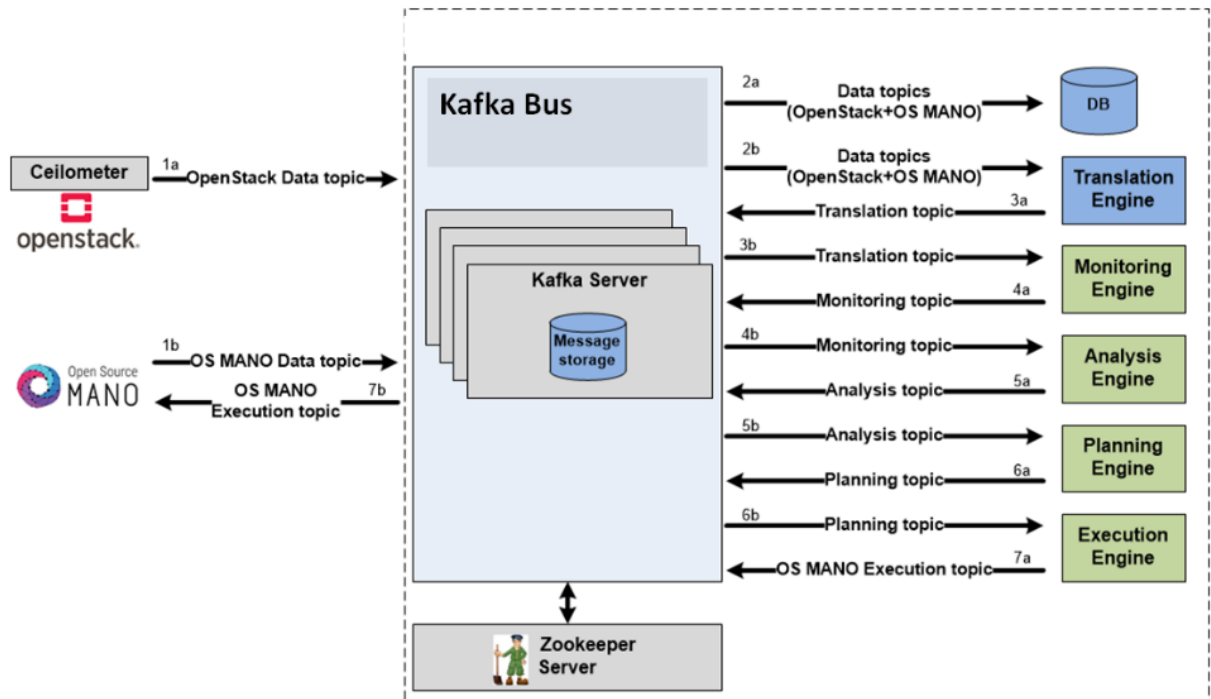 Kafka Bus
Ceilometer
openstack.
1a
OpenStack Data topic
1b
OS MANO Data topic
Open Source
MANO
OS MANO
Execution topic
7b
Kafka Server
Message
storage
2a
Data topics
(OpenStack+OS MANO)
DB
2b
Data topics
(OpenStack+OS MANO)
Translation topic
3a
Translation
Engine
3b
Translation topic
Monitoring topic
4a
Monitoring
Engine
4b
Monitoring topic
Analysis topic
5a
Analysis
Engine
5b
Analysis topic
Planning topic
6a
Planning
Engine
6b
Planning topic
OS MANO Execution topic
7a
Execution
Engine
Zookeeper
Server